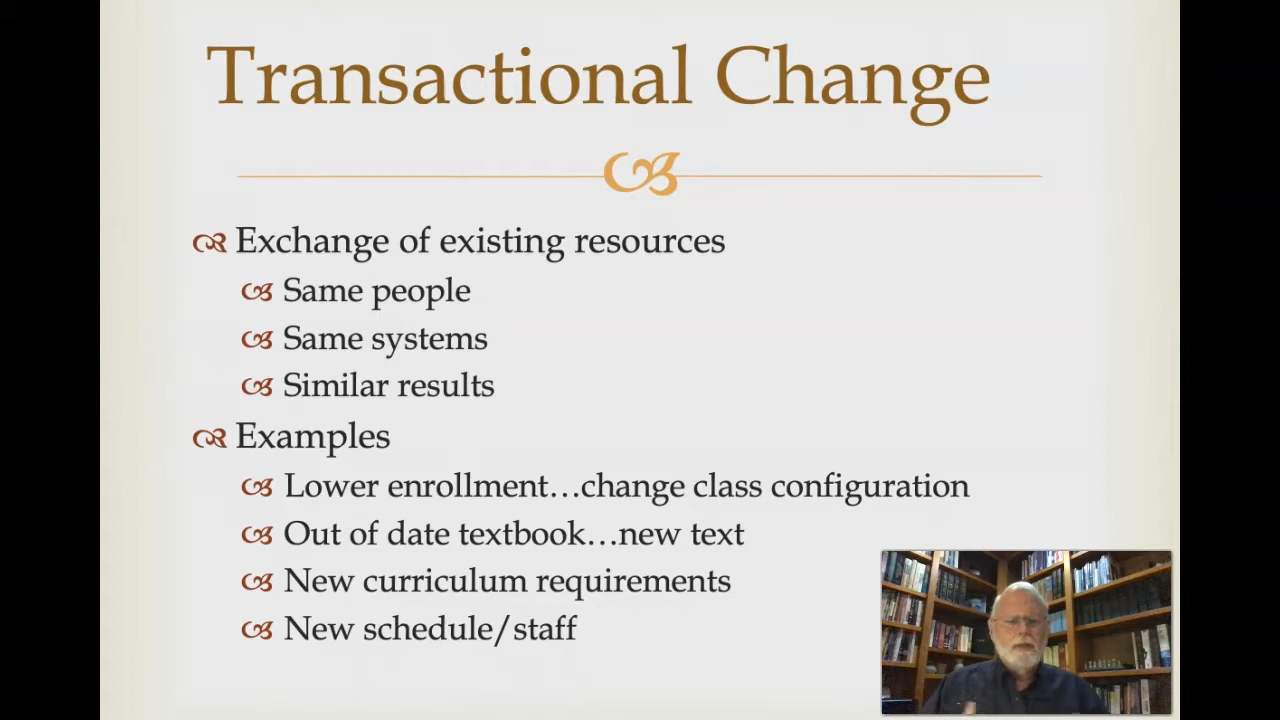 Transactional Change
Exchange of existing resources
Same people
Same systems
Similar results
Examples
Lower enrollment…change class configuration
Out of date textbook…new text
New curriculum requirements
New schedule/staff